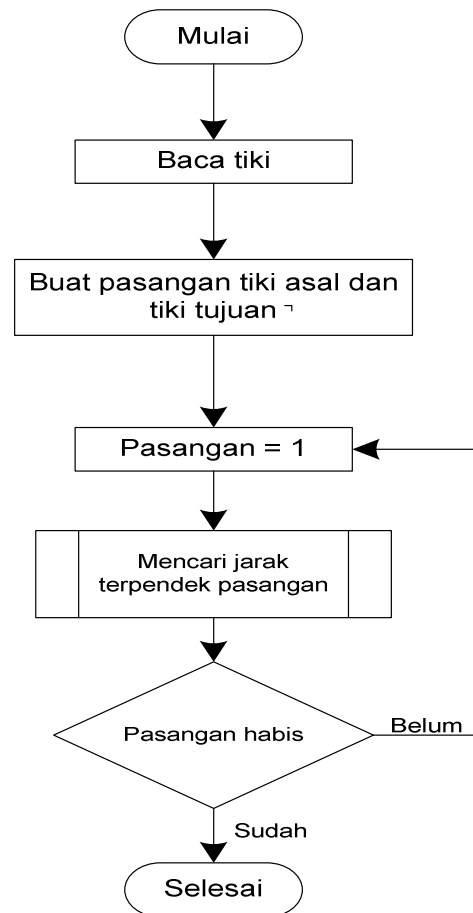 Mulai
Baca tiki
Buat pasangan tiki asal dan
tiki tujuan ¬
Pasangan = 1
Mencari jarak
terpendek pasangan
Pasangan habis
Belum
Sudah
Selesai